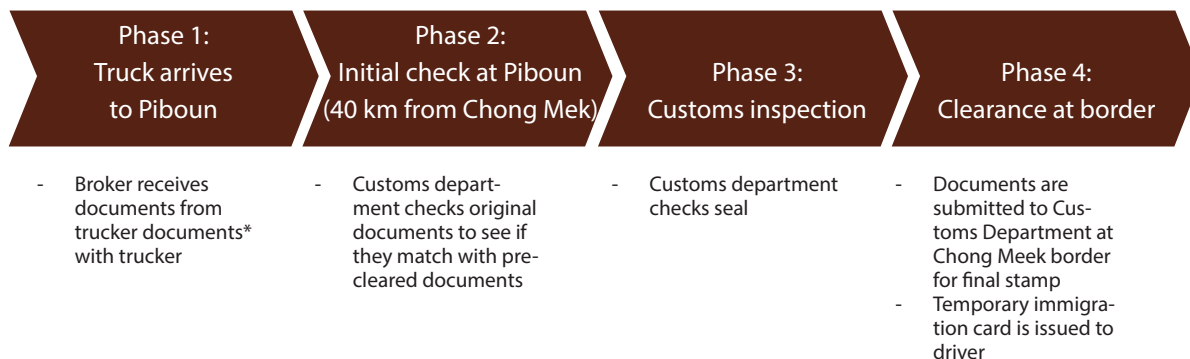 Phase 1:
Truck arrives
to Piboun
Phase 2:
Initial check at Piboun
(40 km from Chong Mek)
Phase 3:
Customs inspection
Phase 4:
Clearance at border
- Broker receives
documents from
trucker documents*
with trucker
- Customs depart-
ment checks original
documents to see if
they match with pre-
cleared documents
- Customs department
checks seal
- Documents are
submitted to Cus-
toms Department at
Chong Meek border
for final stamp
- Temporary immigra-
tion card is issued to
driver